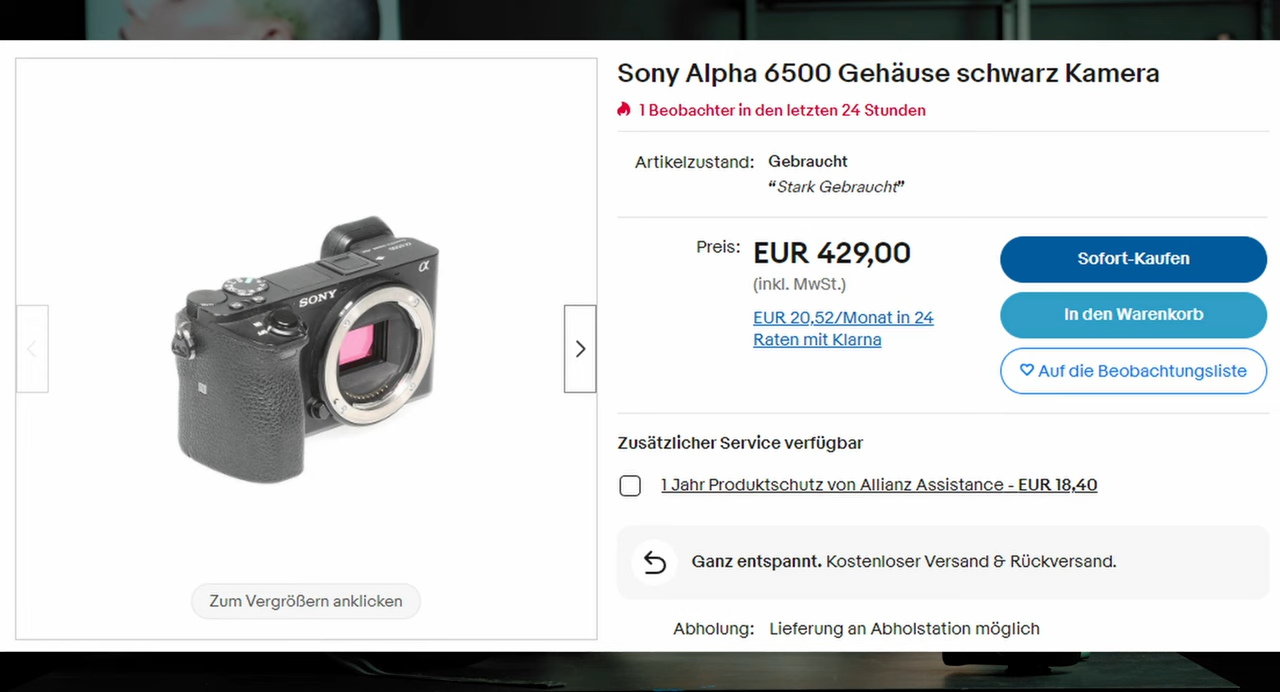 Sony Alpha 6500 Gehäuse schwarz Kamera
1 Beobachter in den letzten 24 Stunden
Artikelzustand: Gebraucht
“Stark Gebraucht”
Preis: EUR 429,00
(inkl. MwSt.)
EUR 20,52/Monat in 24
Raten mit Klarna
Sofort-Kaufen
In den Warenkorb
Auf die Beobachtungsliste
Zusätzlicher Service verfügbar
1 Jahr Produktschutz von Allianz Assistance - EUR 18,40
Ganz entspannt. Kostenloser Versand & Rückversand.
Abholung: Lieferung an Abholstation möglich
SONY
α
Zum Vergrößern anklicken